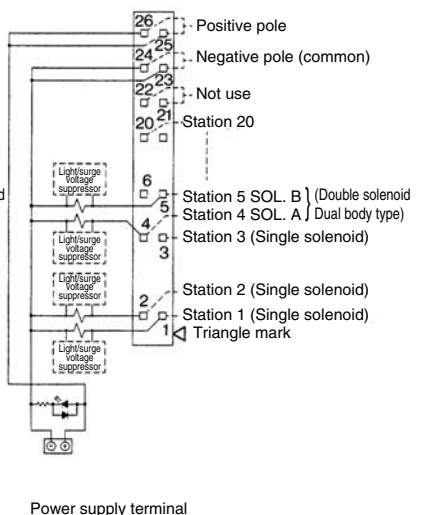 26 Positive pole
25
24 Negative pole (common)
23
22 Not use
21
20 Station 20
6
Light/surge voltage suppressor
5 Station 5 SOL. B } (Double solenoid
4 Station 4 SOL. A } Dual body type)
Light/surge voltage suppressor
3 Station 3 (Single solenoid)
Light/surge voltage suppressor
2 Station 2 (Single solenoid)
1 Station 1 (Single solenoid)
Triangle mark
Light/surge voltage suppressor
Power supply terminal